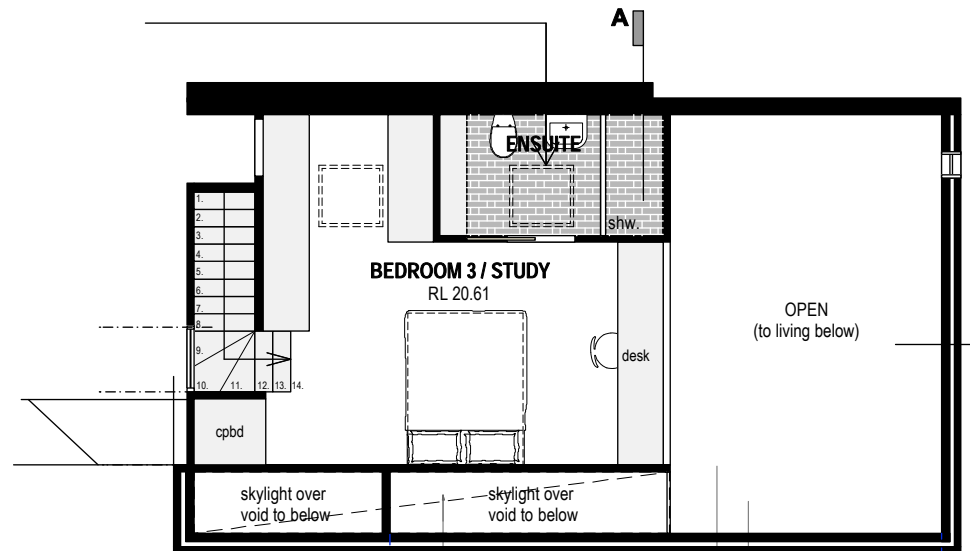 A
ENSUITE
shw.
1.
2.
3.
4.
5.
6.
7.
8.
9.
10. 11. 12. 13. 14.
BEDROOM 3 / STUDY
RL 20.61
OPEN
(to living below)
desk
cpbd
skylight over
void to below
skylight over
void to below